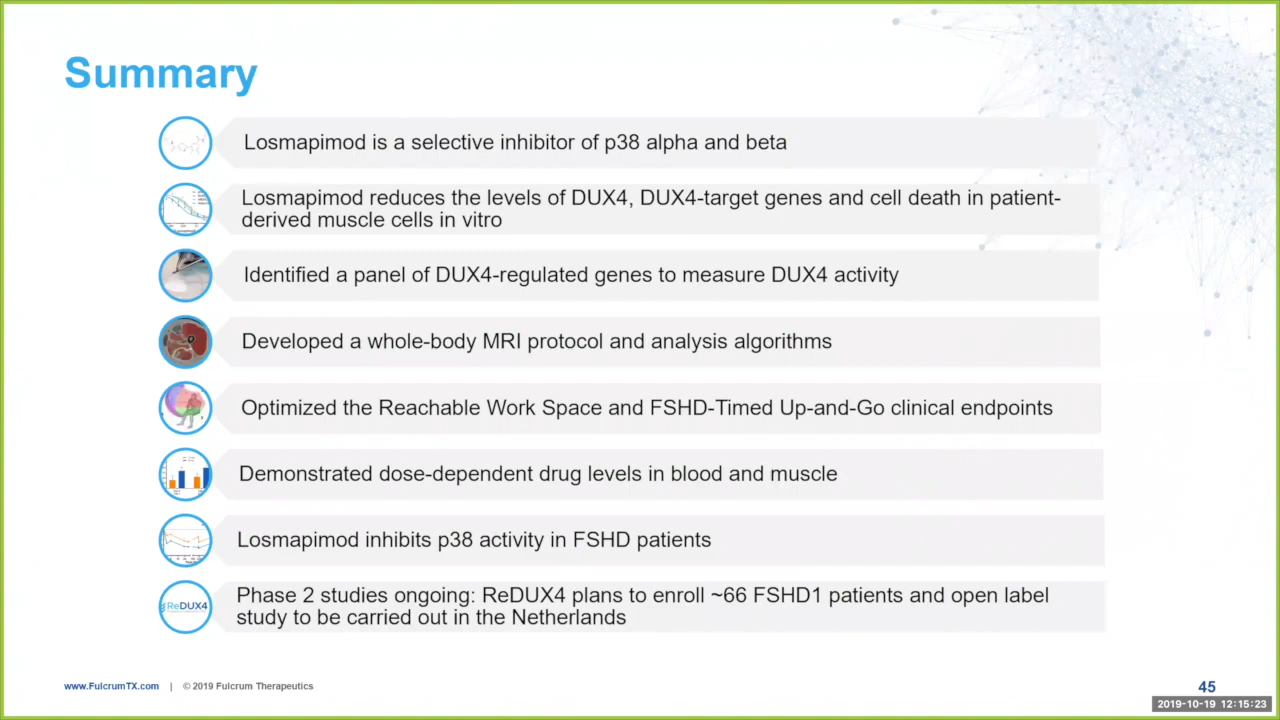 Summary
Losmapimod is a selective inhibitor of p38 alpha and beta
Losmapimod reduces the levels of DUX4, DUX4-target genes and cell death in patient-
derived muscle cells in vitro
Identified a panel of DUX4-regulated genes to measure DUX4 activity
Developed a whole-body MRI protocol and analysis algorithms
Optimized the Reachable Work Space and FSHD-Timed Up-and-Go clinical endpoints
Demonstrated dose-dependent drug levels in blood and muscle
Losmapimod inhibits p38 activity in FSHD patients
ReDUX4
Phase 2 studies ongoing: ReDUX4 plans to enroll ~66 FSHD1 patients and open label
study to be carried out in the Netherlands
www.FulcrumTX.com | © 2019 Fulcrum Therapeutics
45
2019-10-19 12:15:23